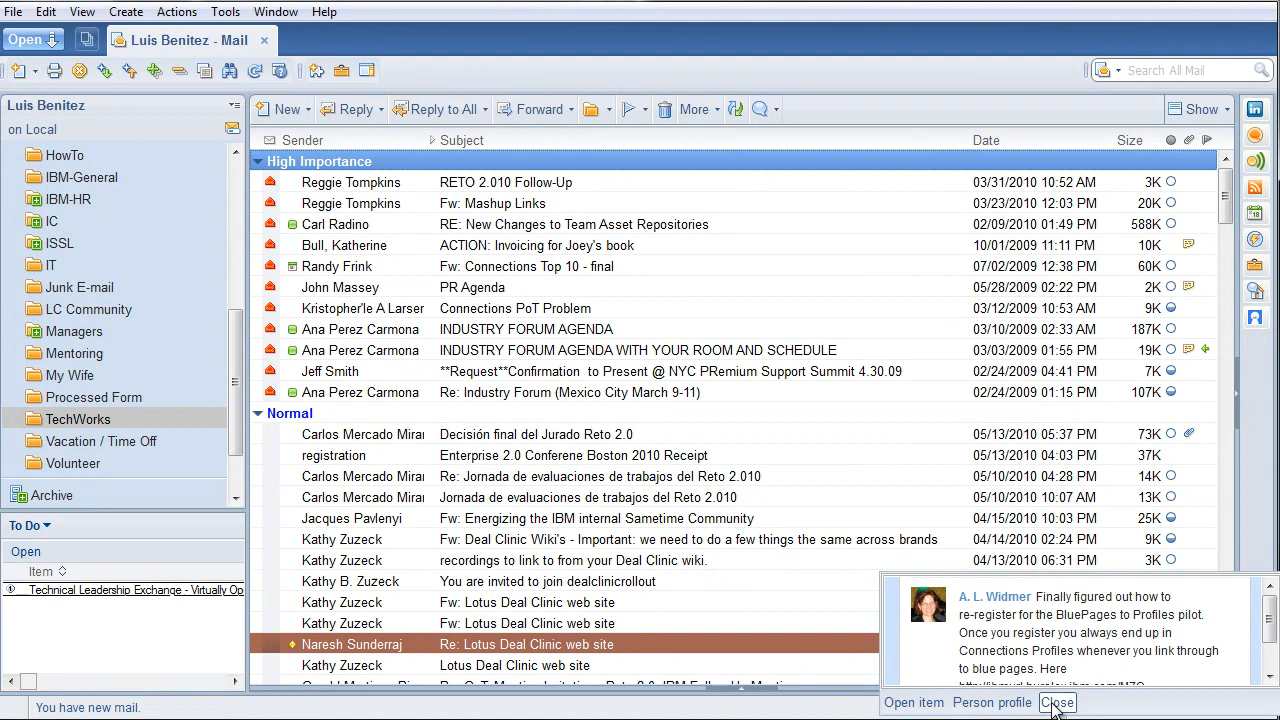 File Edit View Create Actions Tools Window Help
Open Luis Benitez - Mail ×
Search All Mail
Luis Benitez
on Local
HowTo
IBM-General
IBM-HR
IC
ISSL
IT
Junk E-mail
LC Community
Managers
Mentoring
My Wife
Processed Form
TechWorks
Vacation / Time Off
Volunteer
Archive
To Do
Open
Item
Technical Leadership Exchange - Virtually Op
New Reply Reply to All Forward More Show
Sender Subject Date Size
High Importance
Reggie Tompkins RETO 2.010 Follow-Up 03/31/2010 10:52 AM 3K
Reggie Tompkins Fw: Mashup Links 03/23/2010 12:03 PM 20K
Carl Radino RE: New Changes to Team Asset Repositories 02/09/2010 01:49 PM 588K
Bull, Katherine ACTION: Invoicing for Joey's book 10/01/2009 11:11 PM 10K
Randy Frink Fw: Connections Top 10 - final 07/02/2009 12:38 PM 60K
John Massey PR Agenda 05/28/2009 02:22 PM 2K
Kristopher'le A Larser Connections PoT Problem 03/12/2009 10:53 AM 9K
Ana Perez Carmona INDUSTRY FORUM AGENDA 03/10/2009 02:33 AM 187K
Ana Perez Carmona INDUSTRY FORUM AGENDA WITH YOUR ROOM AND SCHEDULE 03/03/2009 01:55 PM 19K
Jeff Smith **Request**Confirmation to Present @ NYC PRemium Support Summit 4.30.09 02/24/2009 04:41 PM 7K
Ana Perez Carmona Re: Industry Forum (Mexico City March 9-11) 02/24/2009 01:15 PM 107K
Normal
Carlos Mercado Mirar Decisión final del Jurado Reto 2.0 05/13/2010 05:37 PM 73K
registration Enterprise 2.0 Conferene Boston 2010 Receipt 05/13/2010 04:03 PM 37K
Carlos Mercado Mirar Re: Jornada de evaluaciones de trabajos del Reto 2.010 05/10/2010 04:28 PM 14K
Carlos Mercado Mirar Jornada de evaluaciones de trabajos del Reto 2.010 05/10/2010 10:07 AM 13K
Jacques Pavlenyi Fw: Energizing the IBM internal Sametime Community 04/15/2010 10:03 PM 25K
Kathy Zuzeck Fw: Deal Clinic Wiki's - Important: we need to do a few things the same across brands 04/14/2010 02:24 PM 9K
Kathy Zuzeck recordings to link to from your Deal Clinic wiki. 04/13/2010 06:31 PM 3K
Kathy B. Zuzeck You are invited to join dealclinicrollout
Kathy Zuzeck Fw: Lotus Deal Clinic web site
Kathy Zuzeck Fw: Lotus Deal Clinic web site
Naresh Sunderraj Re: Lotus Deal Clinic web site
Kathy Zuzeck Lotus Deal Clinic web site
A. L. Widmer Finally figured out how to
re-register for the BluePages to Profiles pilot.
Once you register you always end up in
Connections Profiles whenever you link through
to blue pages. Here
Open item Person profile Close
You have new mail.